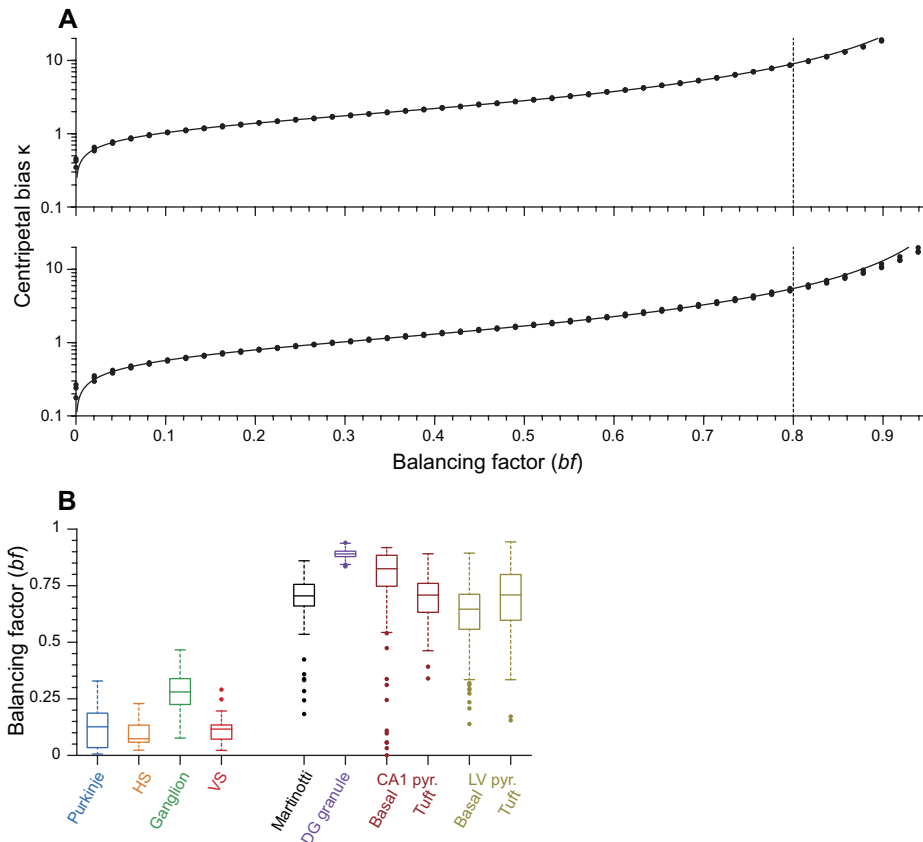 A
10
1
0.1
10
1
0.1
0 0.1 0.2 0.3 0.4 0.5 0.6 0.7 0.8 0.9
Centripetal bias κ
Balancing factor (bf)
B
1
0.75
0.5
0.25
0
Balancing factor (bf)
Purkinje
HS
Ganglion
VS
Martinotti
DG granule
CA1 pyr.
Basal
Tuft
LV pyr.
Basal
Tuft